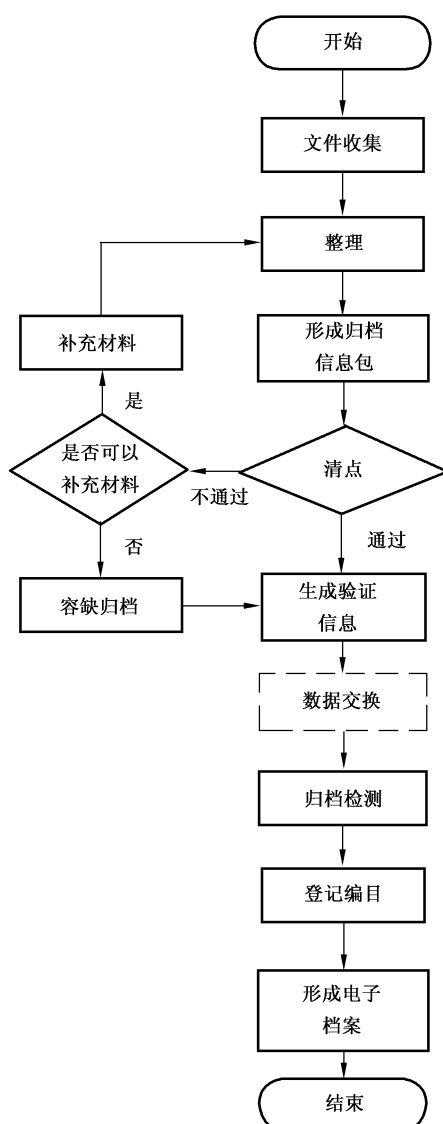 开始
文件收集
整理
补充材料
形成归档
信息包
是
是否可以
补充材料
清点
不通过
否
通过
容缺归档
生成验证
信息
数据交换
归档检测
登记编目
形成电子
档案
结束